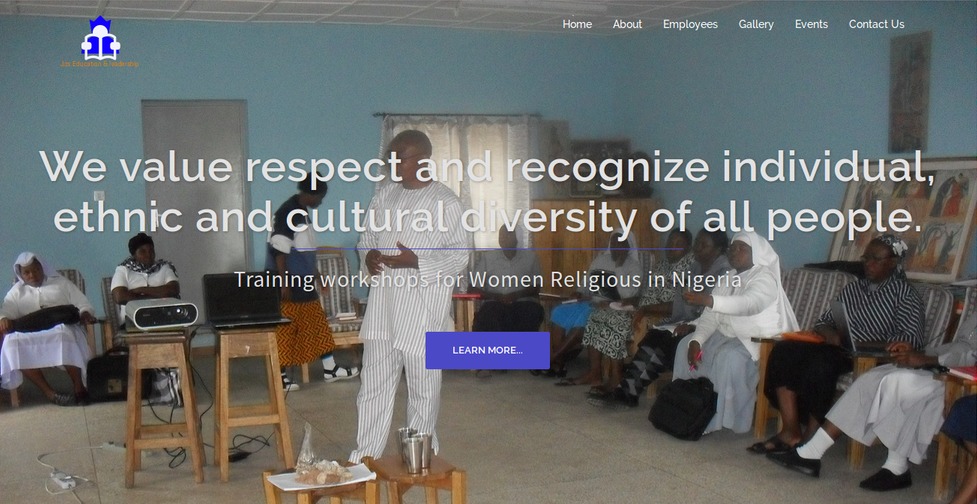 Home About Employees Gallery Events Contact Us
We value respect and recognize individual,
ethnic and cultural diversity of all people.
Training workshops for Women Religious in Nigeria
LEARN MORE...